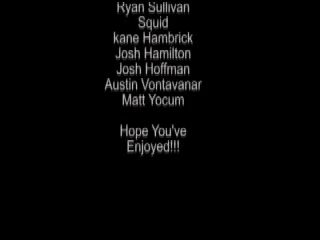 Ryan Sullivan
Squid
kane Hambrick
Josh Hamilton
Josh Hoffman
Austin Vontavanar
Matt Yocum
Hope You've
Enjoyed!!!